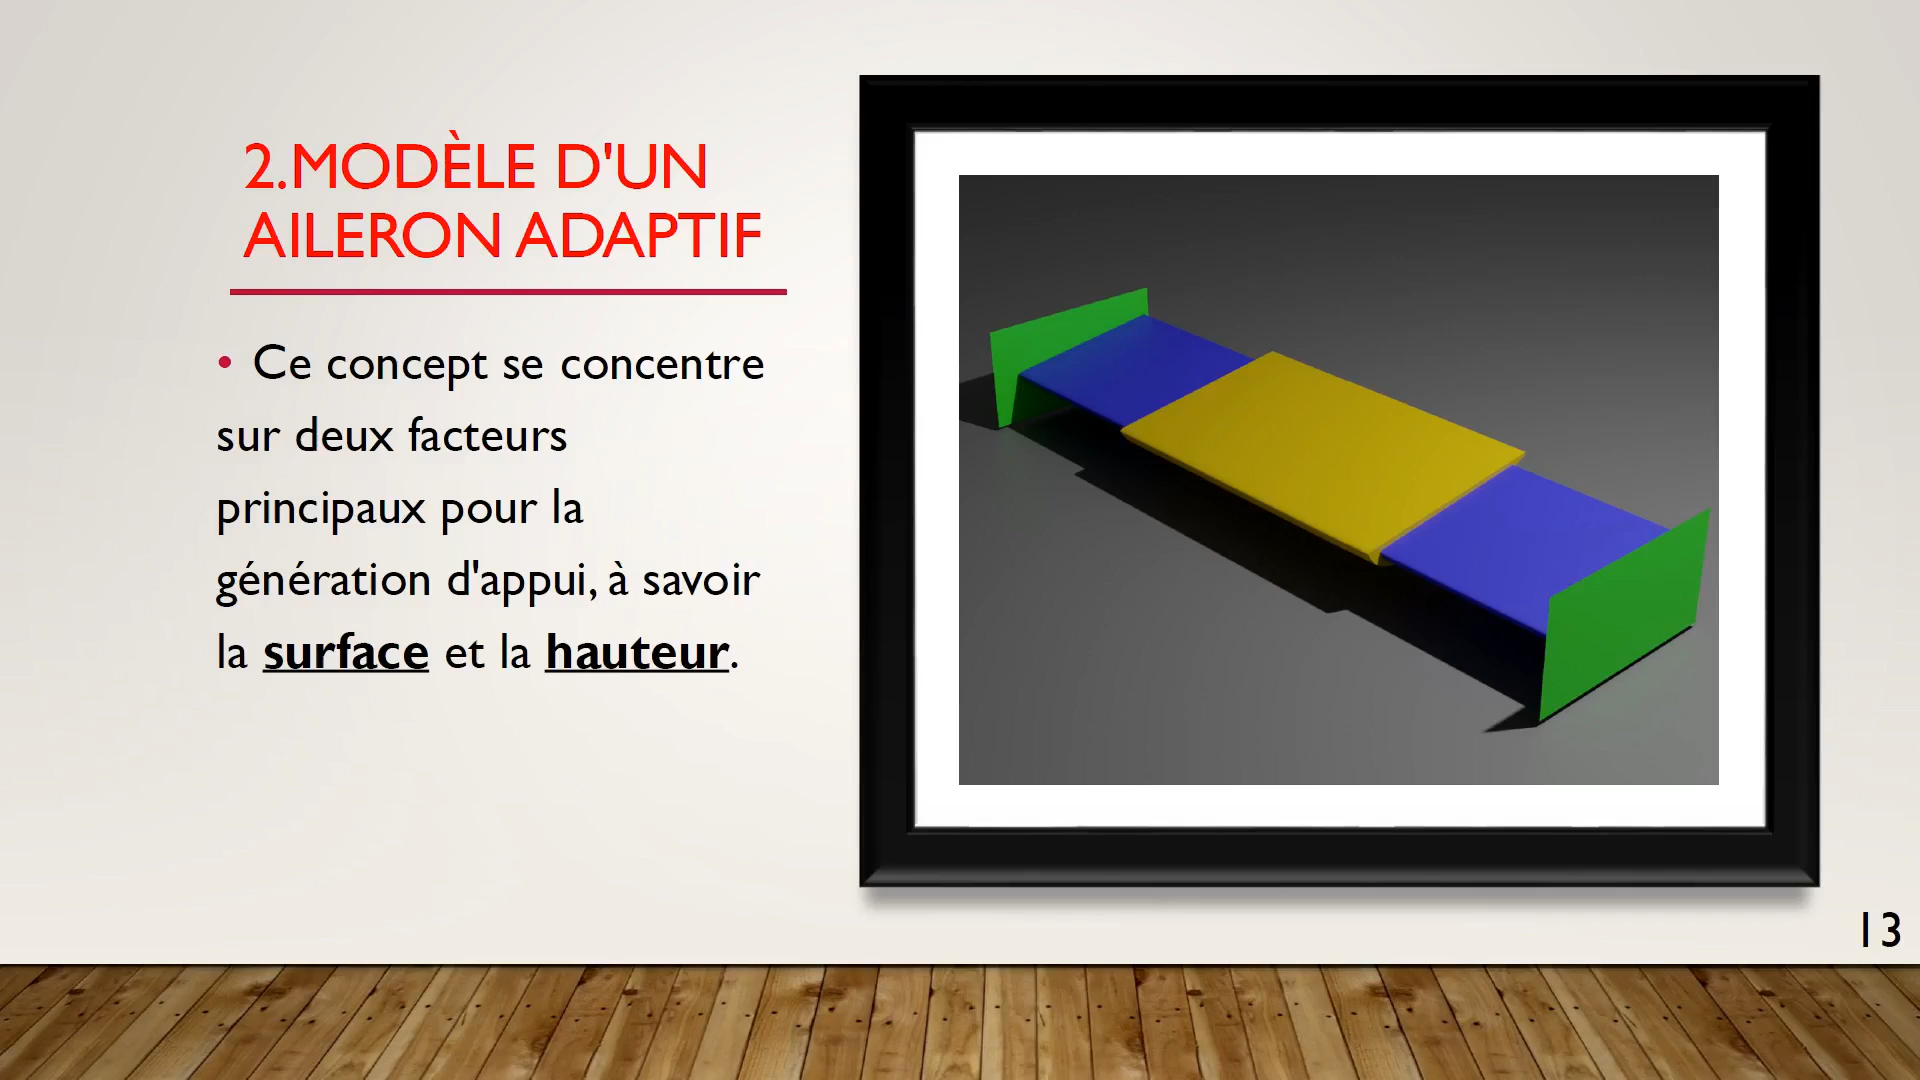 2.MODÈLE D'UN
AILERON ADAPTIF
• Ce concept se concentre
sur deux facteurs
principaux pour la
génération d'appui, à savoir
la surface et la hauteur.
13